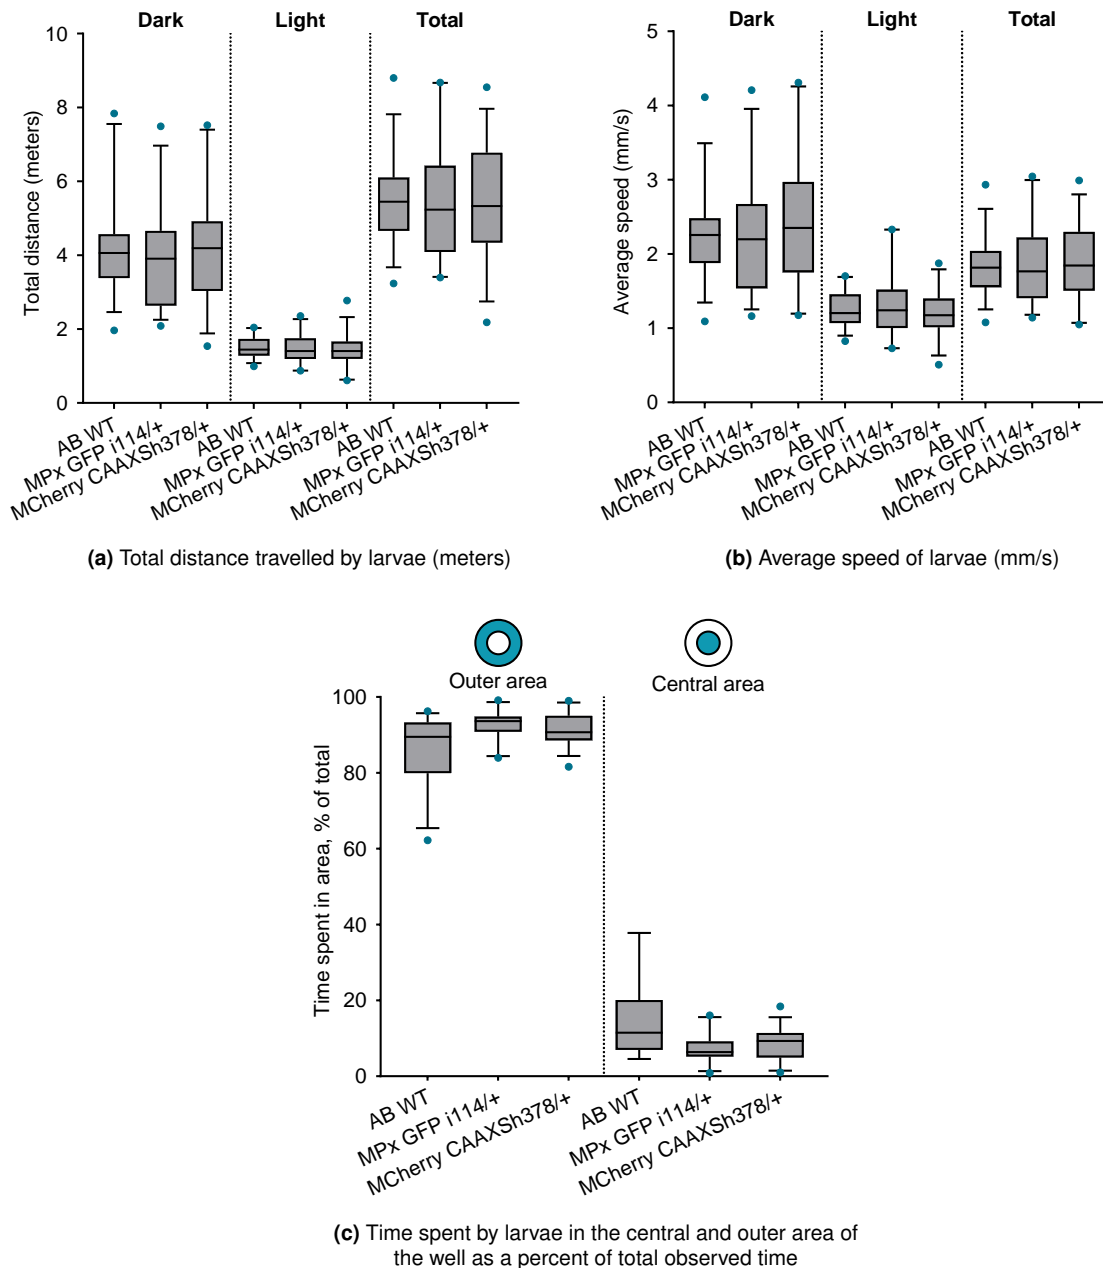 Dark Light Total
Total distance (meters)
10
8
6
4
2
0
AB WT
MPx GFP i114/+
MCherry CAAXSh378/+
AB WT
MPx GFP i114/+
MCherry CAAXSh378/+
AB WT
MPx GFP i114/+
MCherry CAAXSh378/+
(a) Total distance travelled by larvae (meters)
Dark Light Total
Average speed (mm/s)
5
4
3
2
1
0
AB WT
MPx GFP i114/+
MCherry CAAXSh378/+
AB WT
MPx GFP i114/+
MCherry CAAXSh378/+
AB WT
MPx GFP i114/+
MCherry CAAXSh378/+
(b) Average speed of larvae (mm/s)
Outer area Central area
Time spent in area, % of total
100
80
60
40
20
0
AB WT
MPx GFP i114/+
MCherry CAAXSh378/+
AB WT
MPx GFP i114/+
MCherry CAAXSh378/+
(c) Time spent by larvae in the central and outer area of
the well as a percent of total observed time